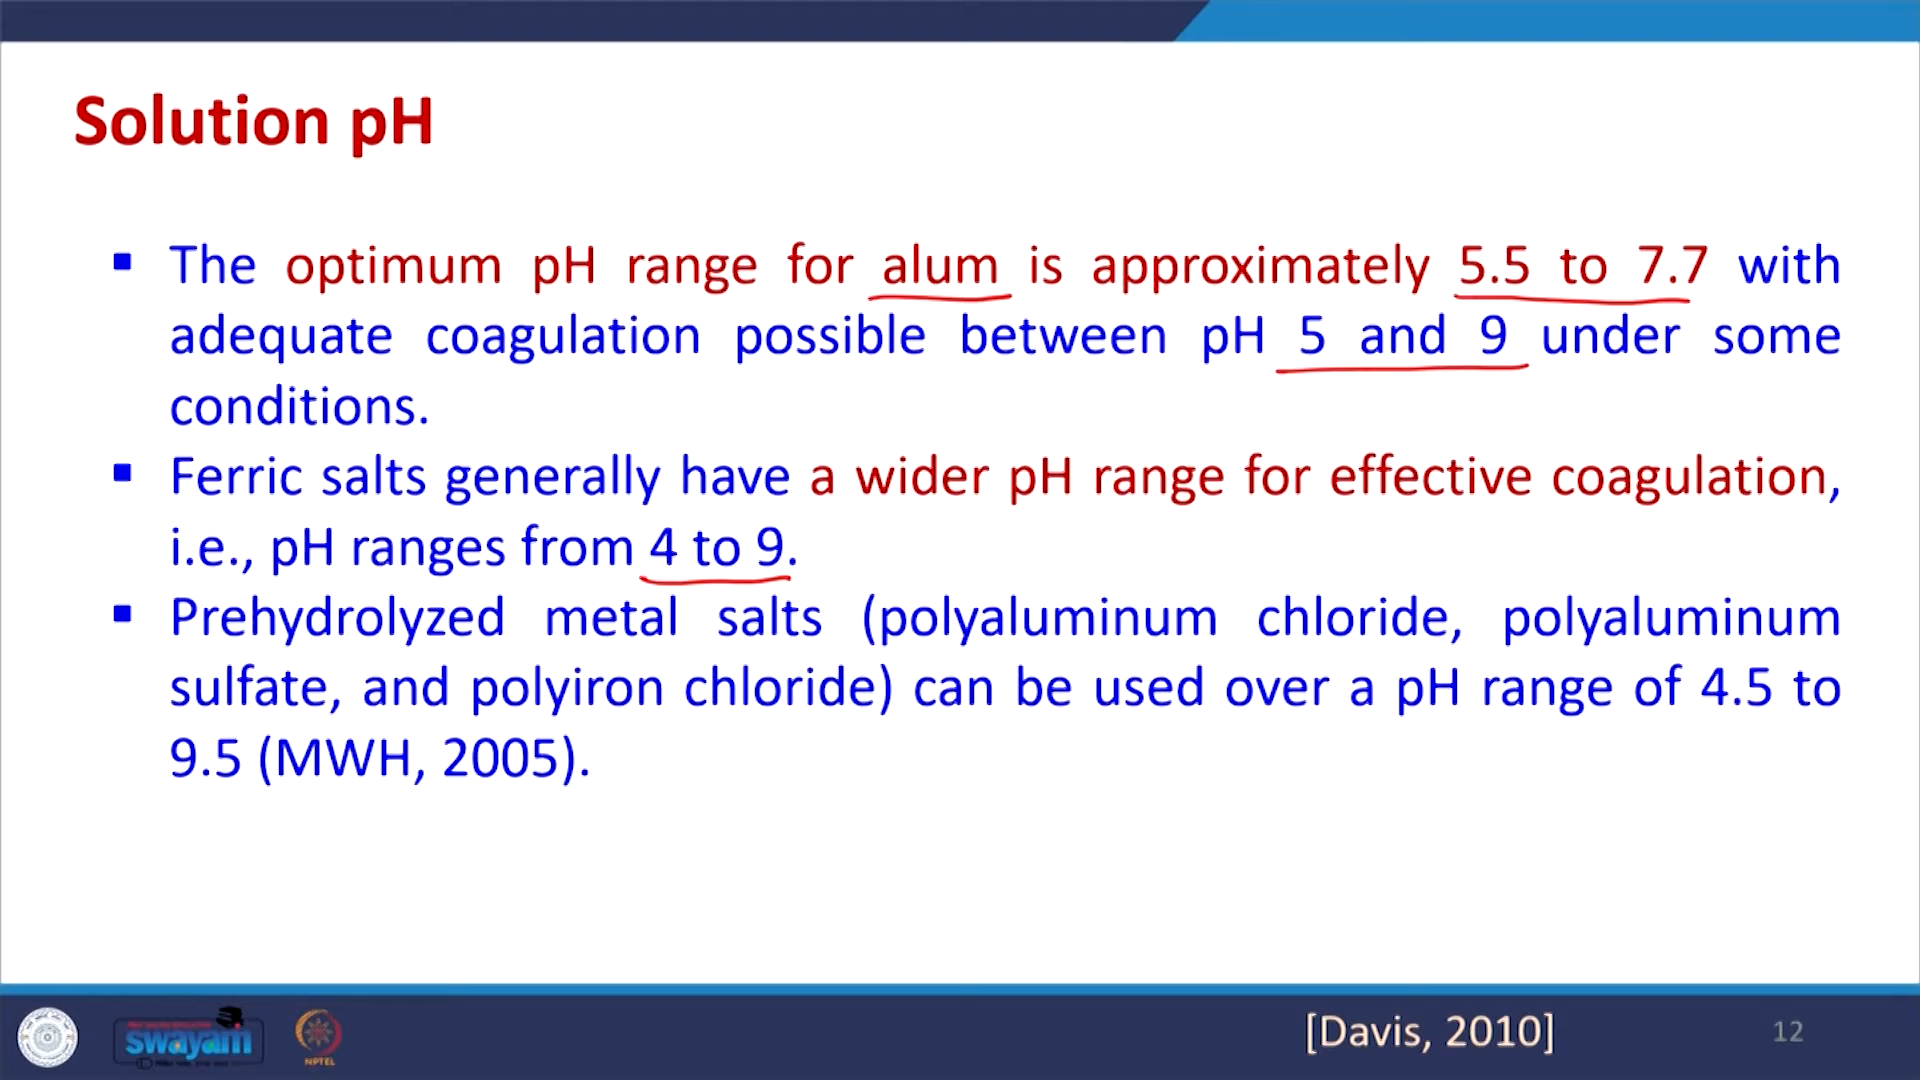 Solution pH
▪ The optimum pH range for alum is approximately 5.5 to 7.7 with
adequate coagulation possible between pH 5 and 9 under some
conditions.
▪ Ferric salts generally have a wider pH range for effective coagulation,
i.e., pH ranges from 4 to 9.
▪ Prehydrolyzed metal salts (polyaluminum chloride, polyaluminum
sulfate, and polyiron chloride) can be used over a pH range of 4.5 to
9.5 (MWH, 2005).
swayam
NPTEL
[Davis, 2010]
12